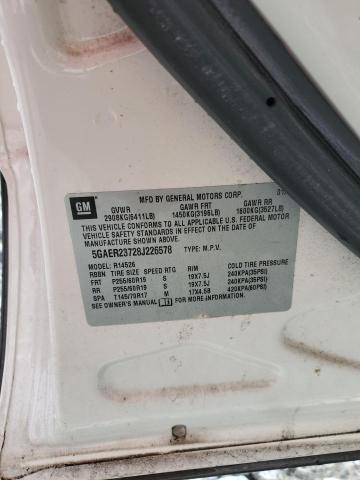 MFD BY GENERAL MOTORS CORP.
GM GVWR GAWR FRT GAWR RR
2908KG(6411LB) 1450KG(3196LB) 1600KG(3527LB)
THIS VEHICLE CONFORMS TO ALL APPLICABLE U.S. FEDERAL MOTOR
VEHICLE SAFETY STANDARDS IN EFFECT ON THE DATE OF
MANUFACTURE SHOWN ABOVE.
5GAER23728J226578 TYPE: M.P.V.
MODEL: R14526
RBBN TIRE SIZE SPEED RTG RIM COLD TIRE PRESSURE
FRT P255/60R19 S 19X7.5J 240KPA(35PSI)
RR P255/60R19 S 19X7.5J 240KPA(35PSI)
SPA T145/70R17 M 17X4.5B 420KPA(60PSI)
SEE OWNER'S MANUAL FOR ADDITIONAL INFORMATION.